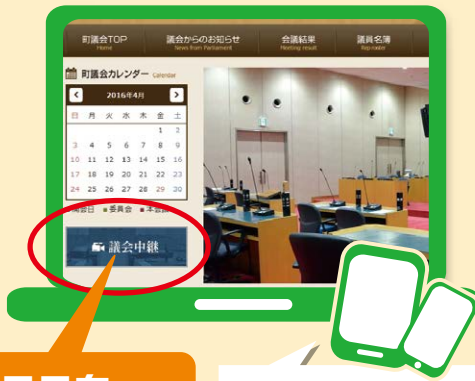 町議会TOP 議会からのお知らせ 会議結果 議員名簿
Home News from Parliament Meeting result Rep roster
町議会カレンダー Calendar
2016年4月
日 月 火 水 木 金 土
1 2
3 4 5 6 7 8 9
10 11 12 13 14 15 16
17 18 19 20 21 22 23
24 25 26 27 28 29 30
委員会
議会中継